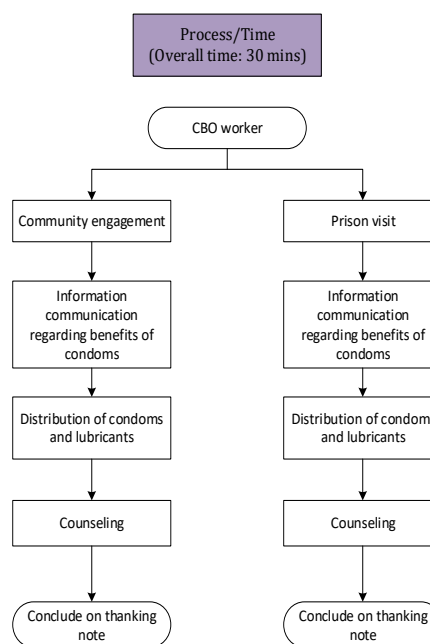 Process/Time
(Overall time: 30 mins)
CBO worker
Community engagement
Prison visit
Information
communication
regarding benefits of
condoms
Information
communication
regarding benefits of
condoms
Distribution of condoms
and lubricants
Distribution of condoms
and lubricants
Counseling
Counseling
Conclude on thanking
note
Conclude on thanking
note